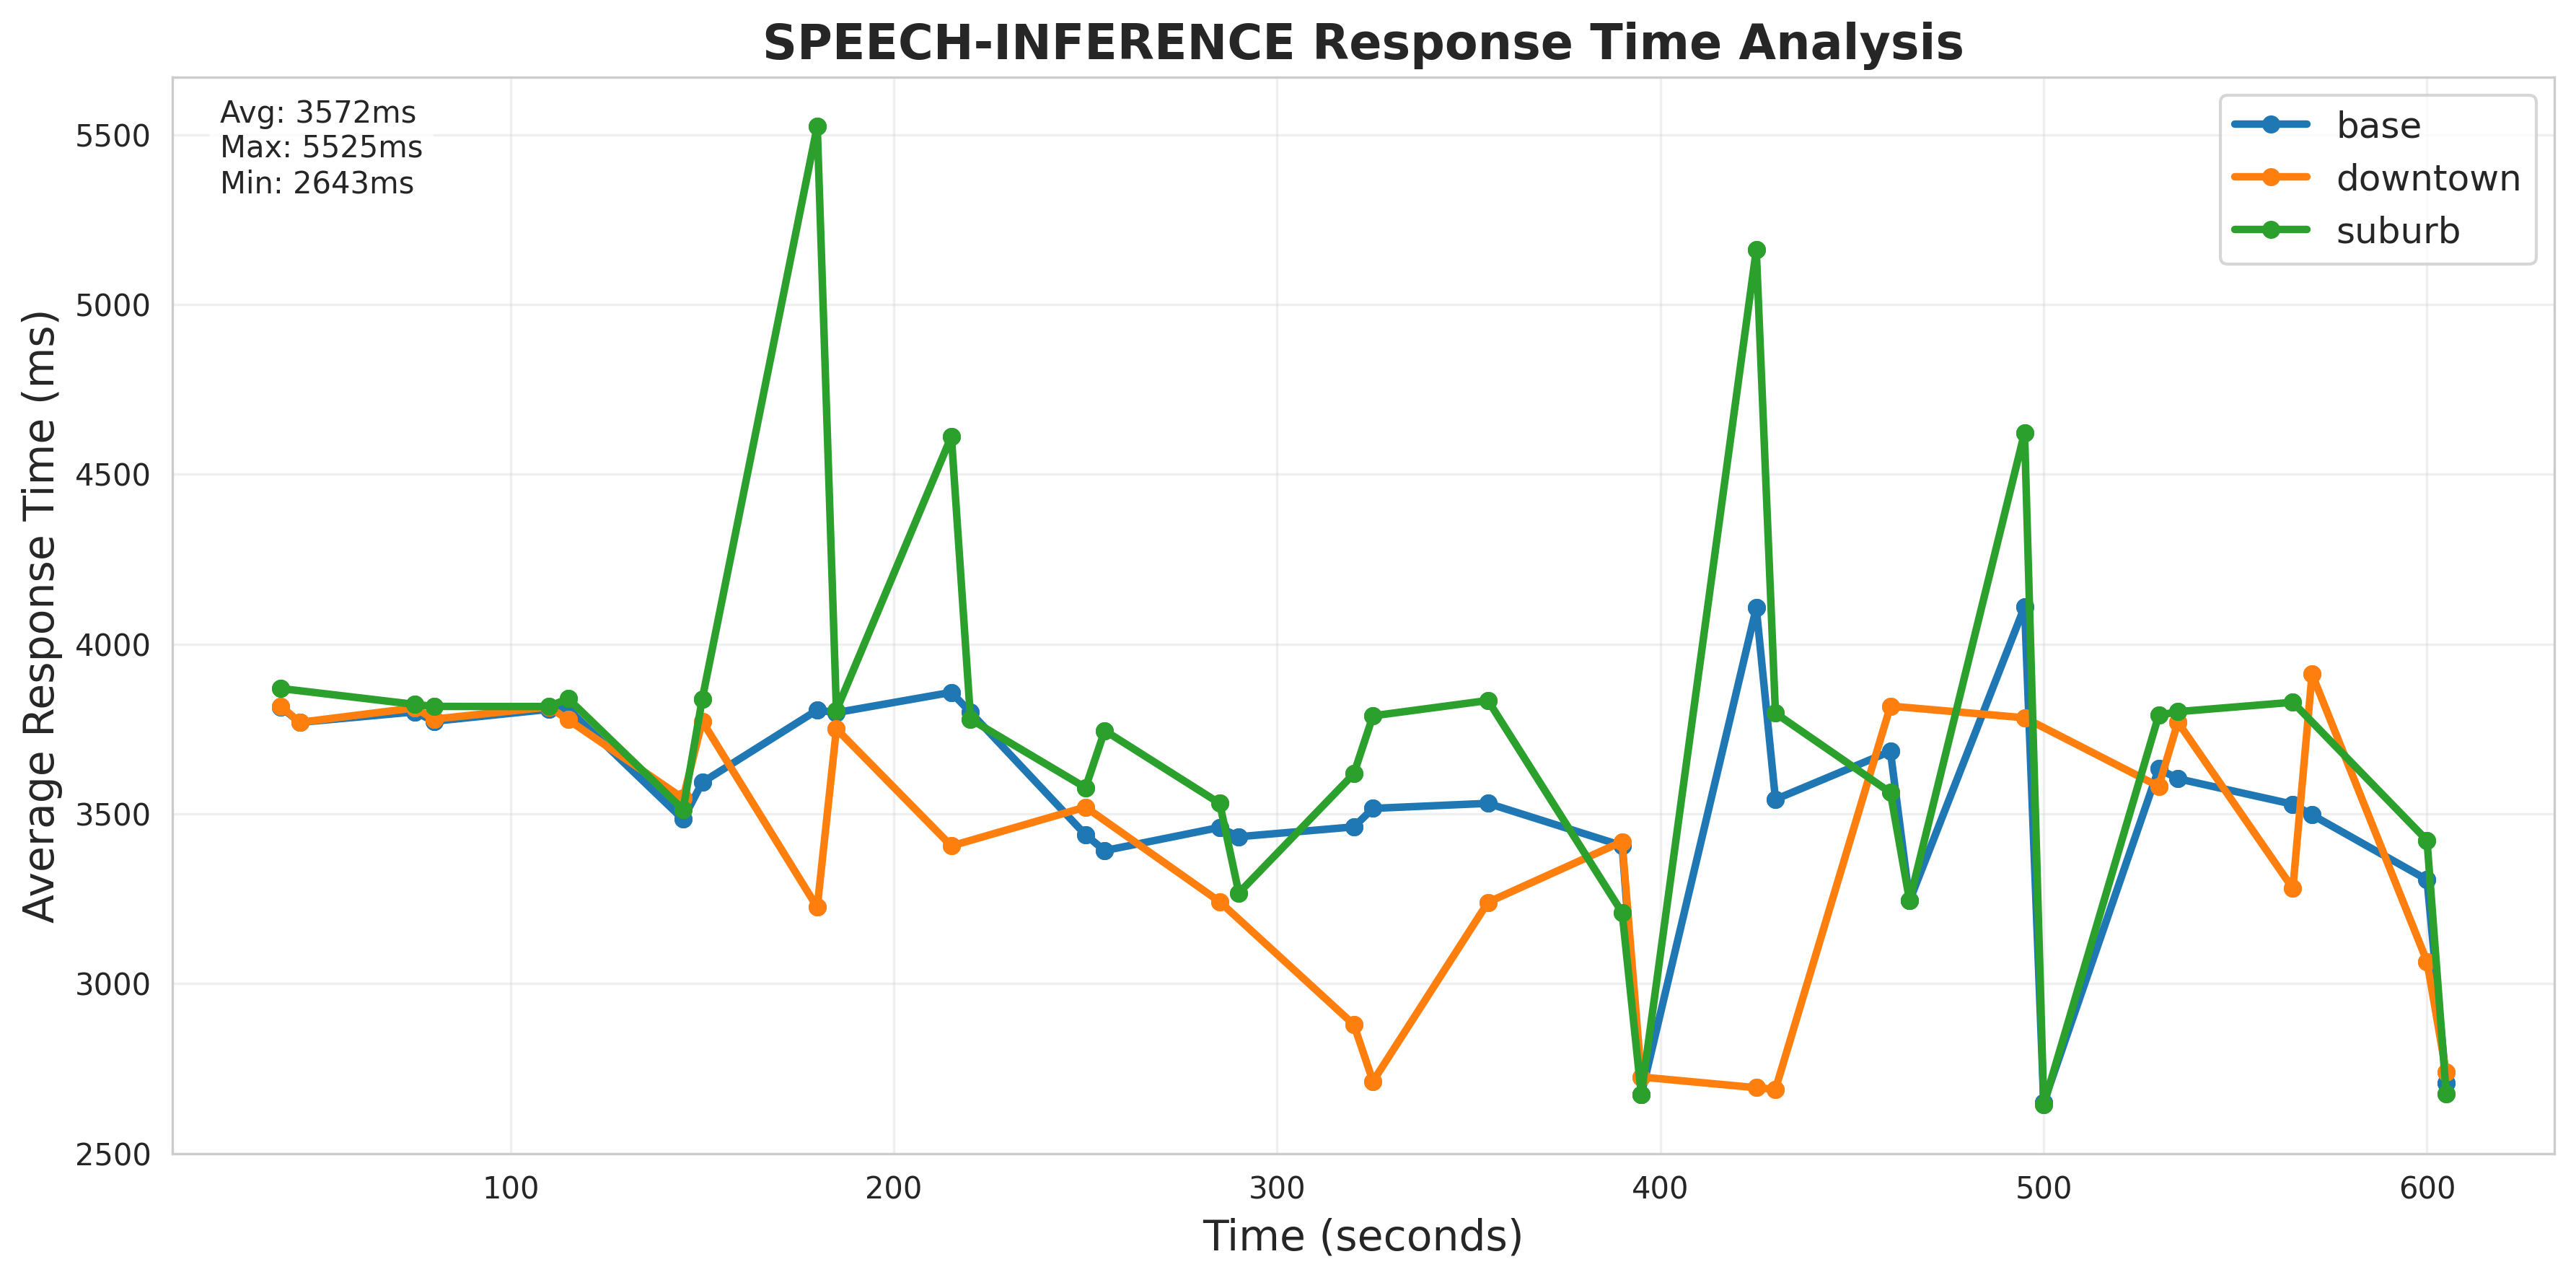 SPEECH-INFERENCE Response Time Analysis
Avg: 3572ms
Max: 5525ms
Min: 2643ms
base
downtown
suburb
Average Response Time (ms)
5500
5000
4500
4000
3500
3000
2500
100 200 300 400 500 600
Time (seconds)